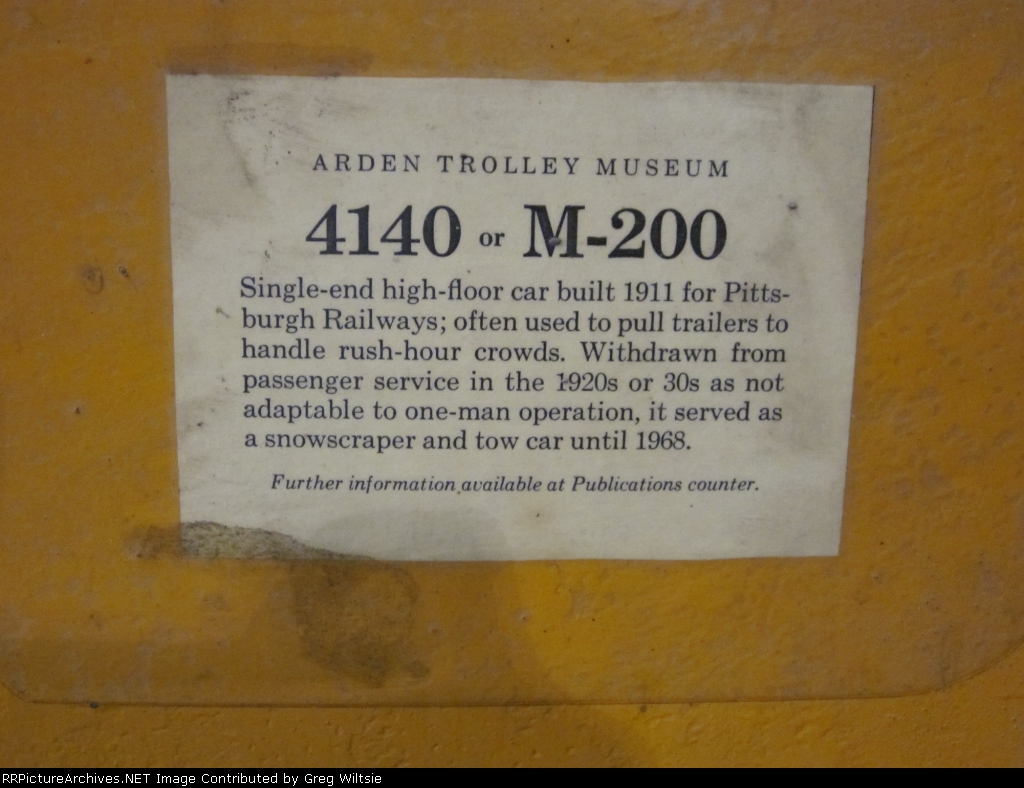 ARDEN TROLLEY MUSEUM
4140 or M-200
Single-end high-floor car built 1911 for Pitts-
burgh Railways; often used to pull trailers to
handle rush-hour crowds. Withdrawn from
passenger service in the 1920s or 30s as not
adaptable to one-man operation, it served as
a snowscraper and tow car until 1968.
Further information available at Publications counter.
RRPictureArchives.NET Image Contributed by Greg Wiltsie